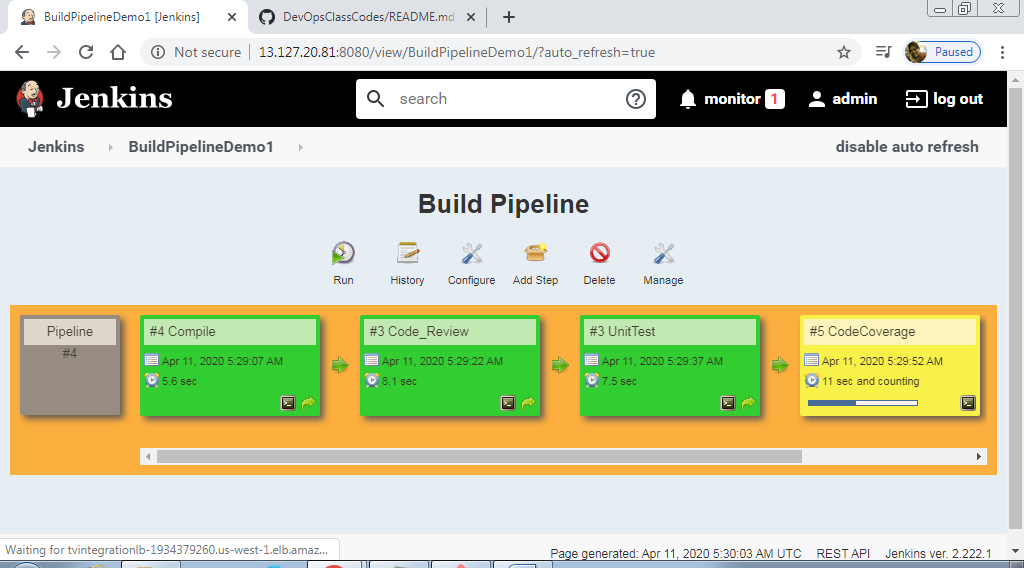 BuildPipelineDemo1 [Jenkins]
DevOpsClassCodes/README.md
Not secure
13.127.20.81:8080/view/BuildPipelineDemo1/?auto_refresh=true
Paused
Jenkins
search
monitor 1
admin
log out
Jenkins
BuildPipelineDemo1
disable auto refresh
Build Pipeline
Run
History
Configure
Add Step
Delete
Manage
Pipeline
#4
#4 Compile
Apr 11, 2020 5:29:07 AM
5.6 sec
#3 Code_Review
Apr 11, 2020 5:29:22 AM
8.1 sec
#3 UnitTest
Apr 11, 2020 5:29:37 AM
7.5 sec
#5 CodeCoverage
Apr 11, 2020 5:29:52 AM
11 sec and counting
Waiting for tvintegrationlb-1934379260.us-west-1.elb.amaz...
Page generated: Apr 11, 2020 5:30:03 AM UTC
REST API
Jenkins ver. 2.222.1